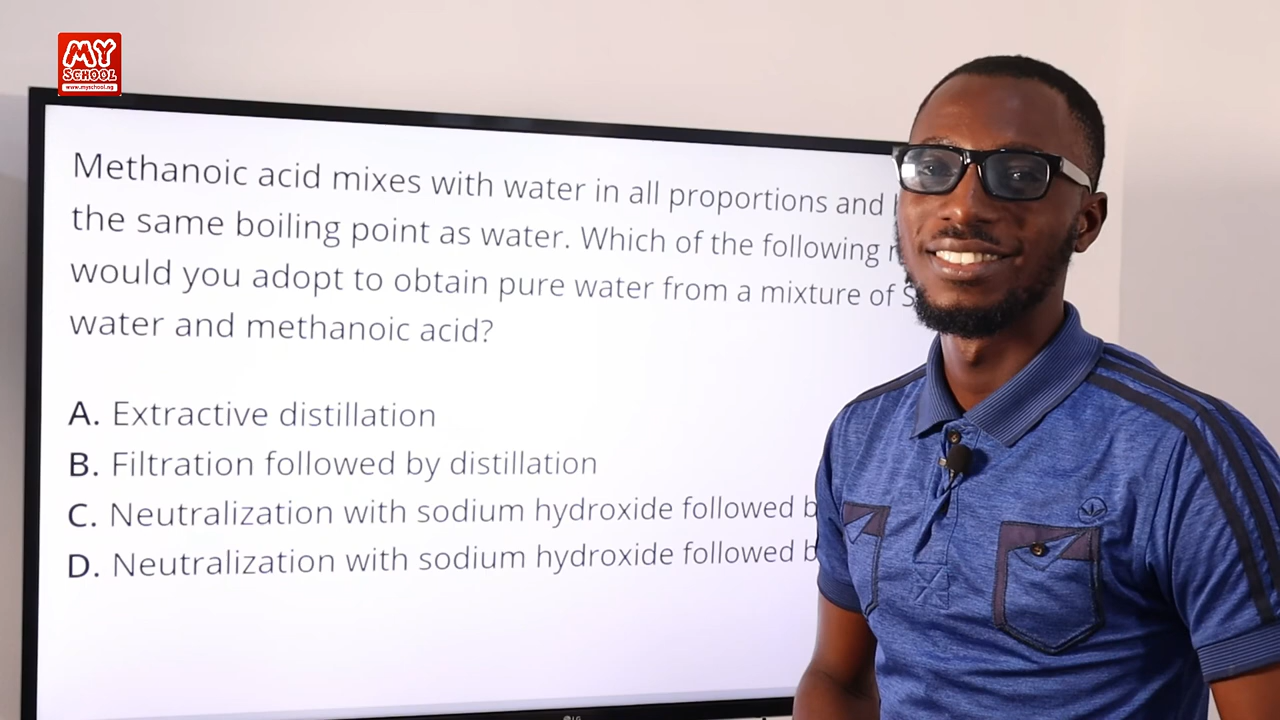 MY
SCHOOL
www.myschool.ng
Methanoic acid mixes with water in all proportions and
the same boiling point as water. Which of the following
would you adopt to obtain pure water from a mixture of
water and methanoic acid?
A. Extractive distillation
B. Filtration followed by distillation
C. Neutralization with sodium hydroxide followed
D. Neutralization with sodium hydroxide followed
LG